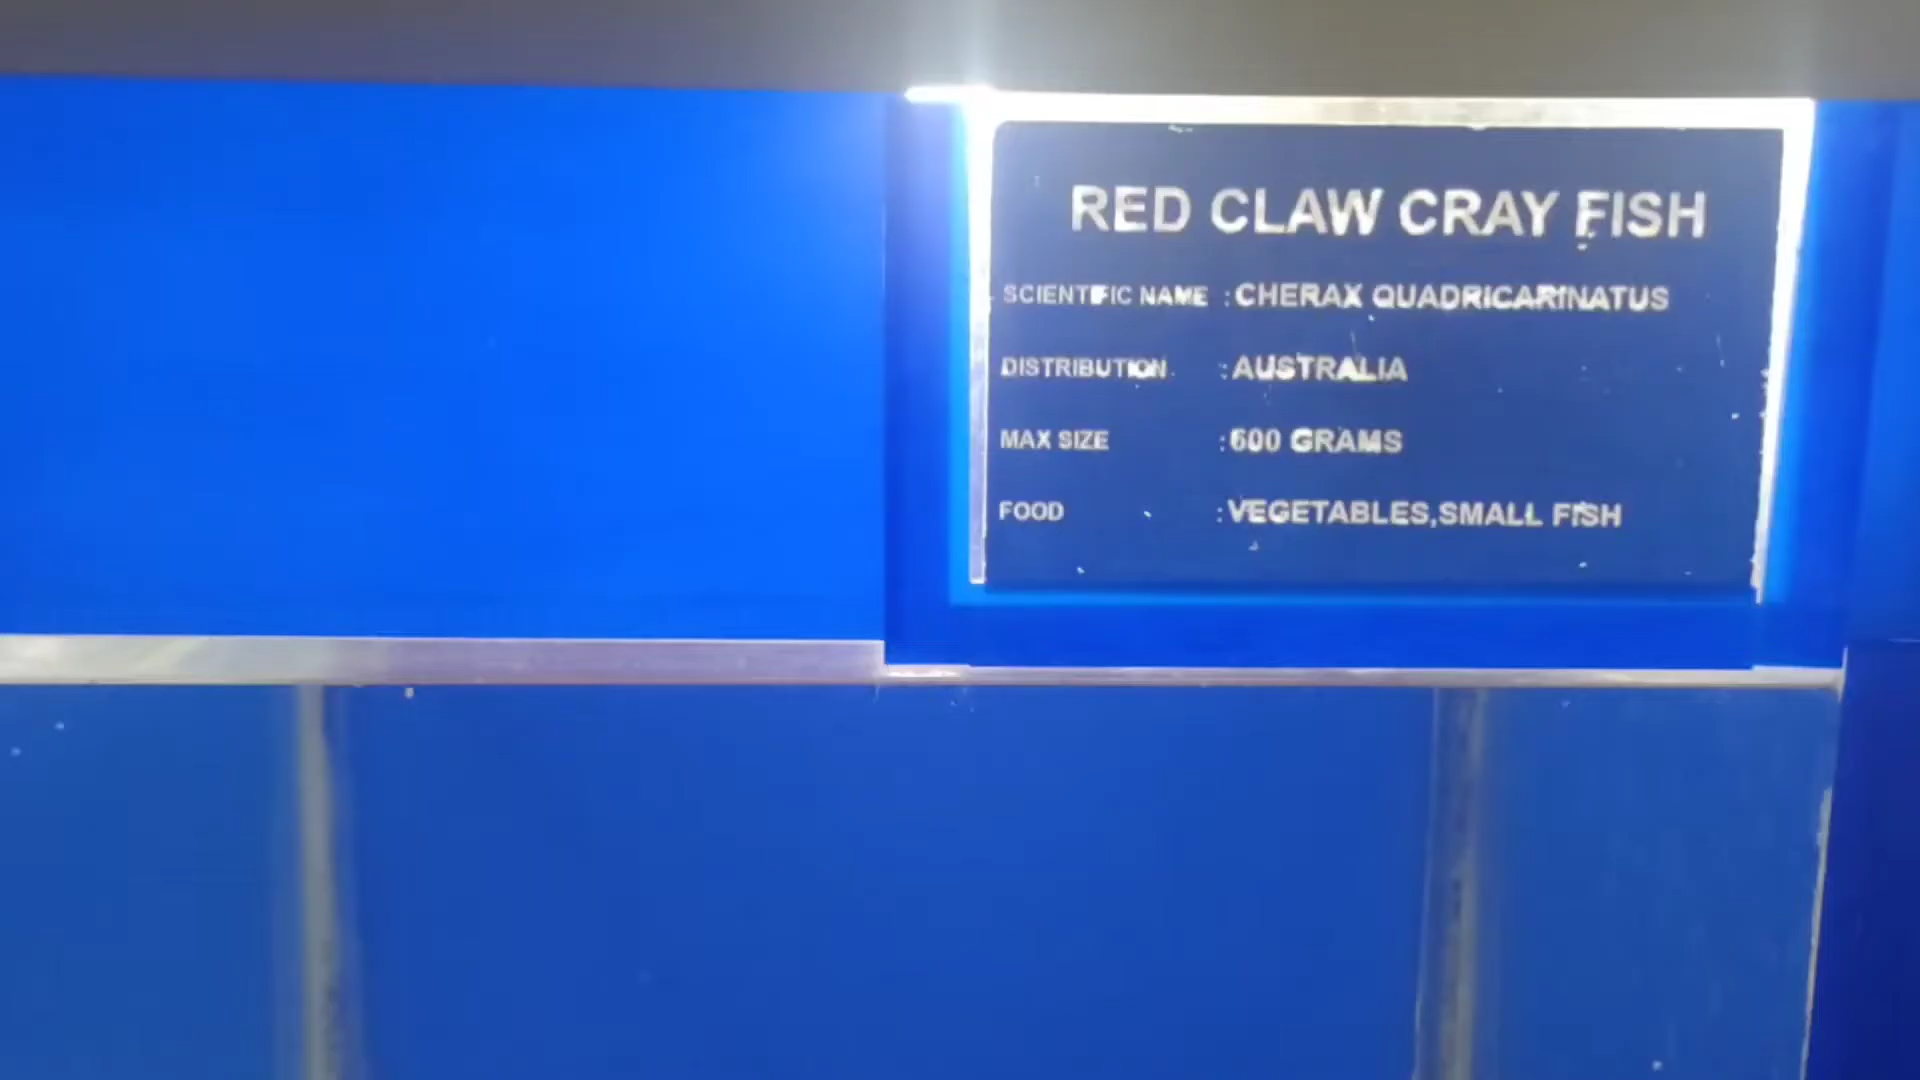 RED CLAW CRAY FISH
SCIENTIFIC NAME : CHERAX QUADRICARINATUS
DISTRIBUTION : AUSTRALIA
MAX SIZE : 600 GRAMS
FOOD : VEGETABLES,SMALL FISH